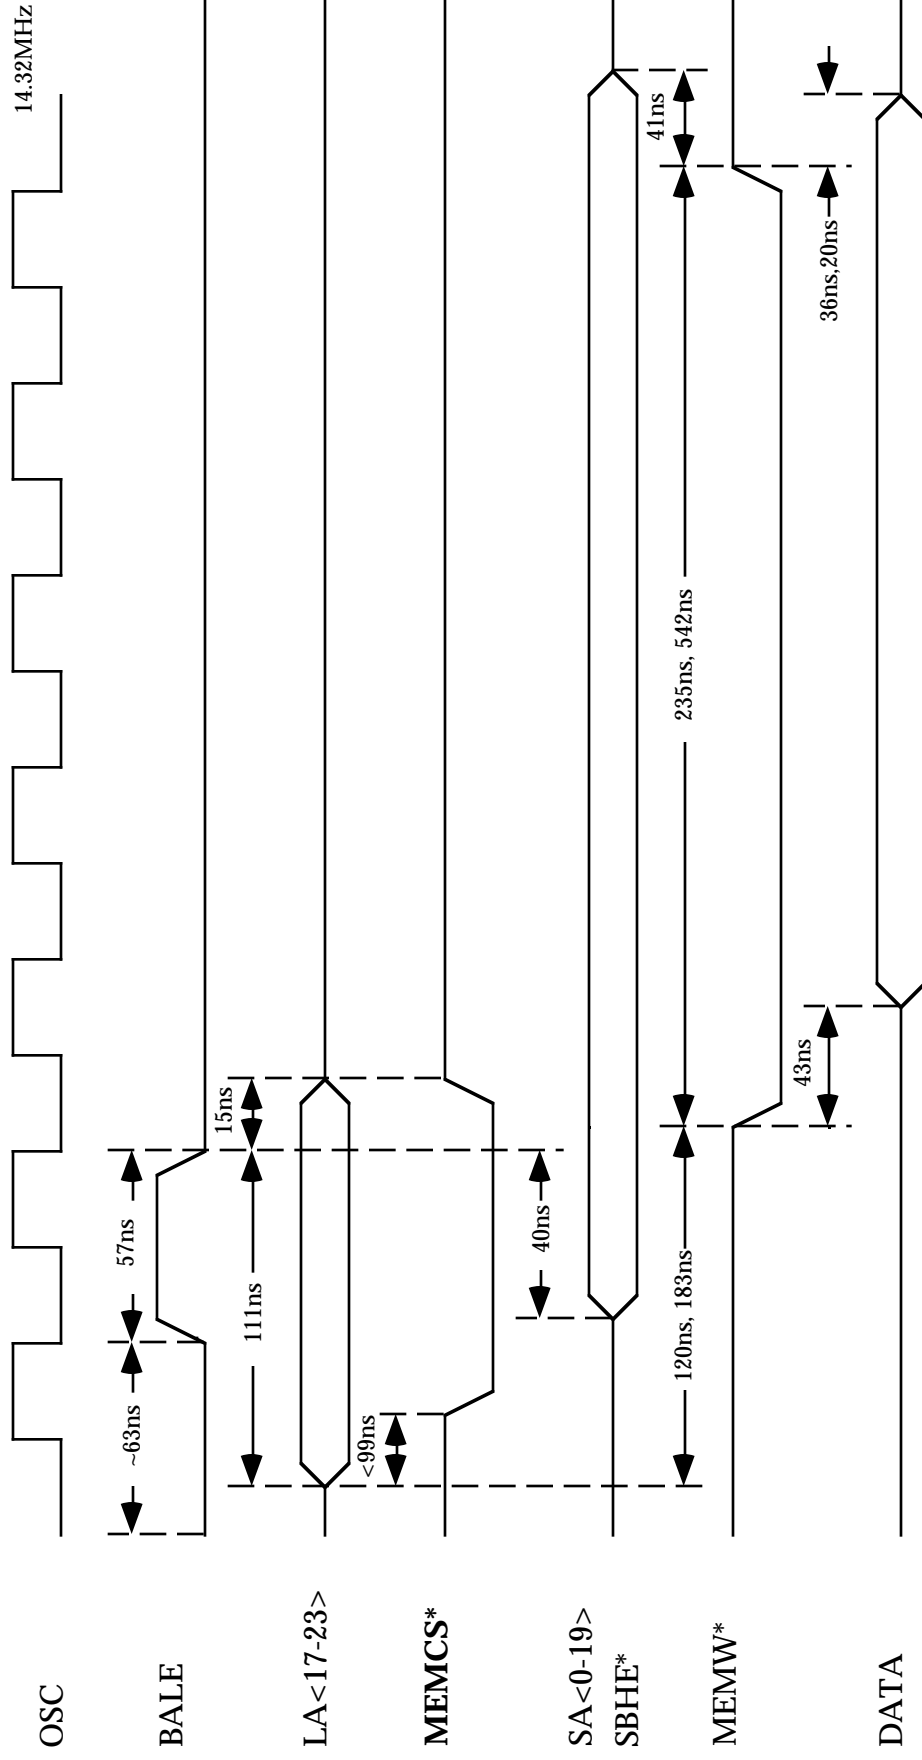 14.32MHz
OSC
~63ns
57ns
BALE
111ns
15ns
LA<17-23>
<99ns
MEMCS*
40ns
SA<0-19>
SBHE*
41ns
120ns, 183ns
235ns, 542ns
MEMW*
43ns
36ns,20ns
DATA